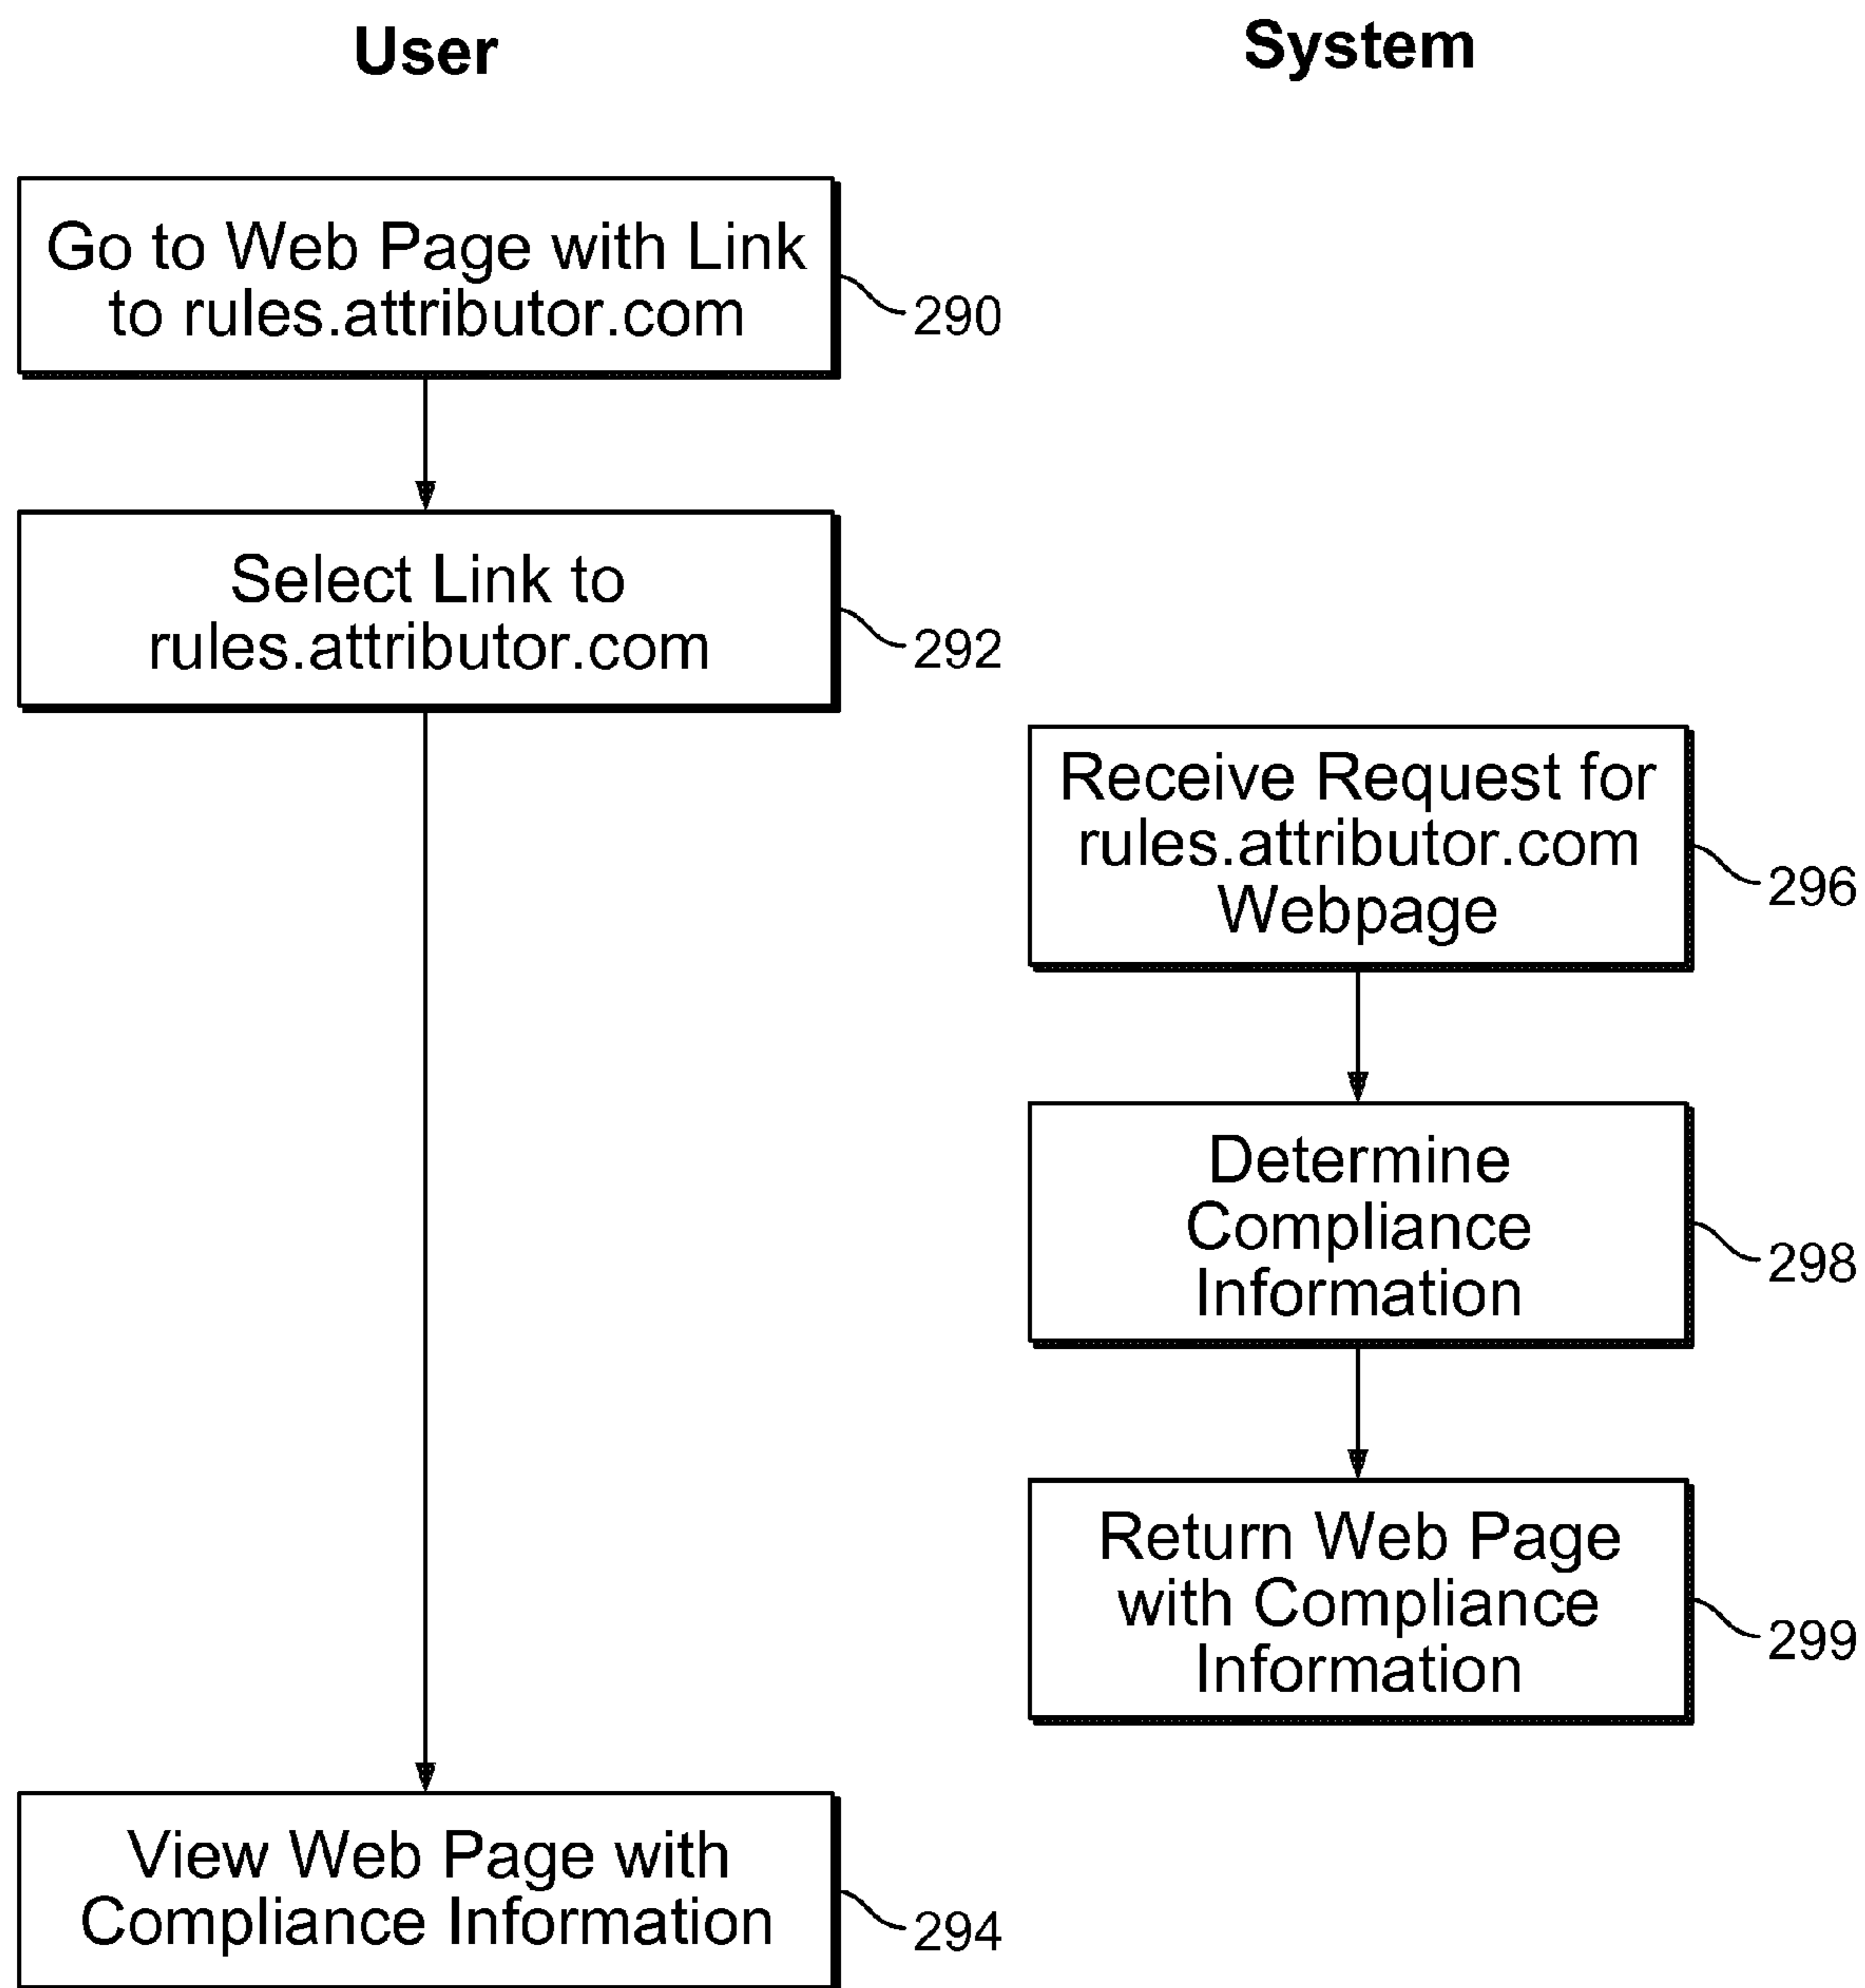 User
System
Go to Web Page with Link
to rules.attributor.com
290
Select Link to
rules.attributor.com
292
Receive Request for
rules.attributor.com
Webpage
296
Determine
Compliance
Information
298
Return Web Page
with Compliance
Information
299
View Web Page with
Compliance Information
294